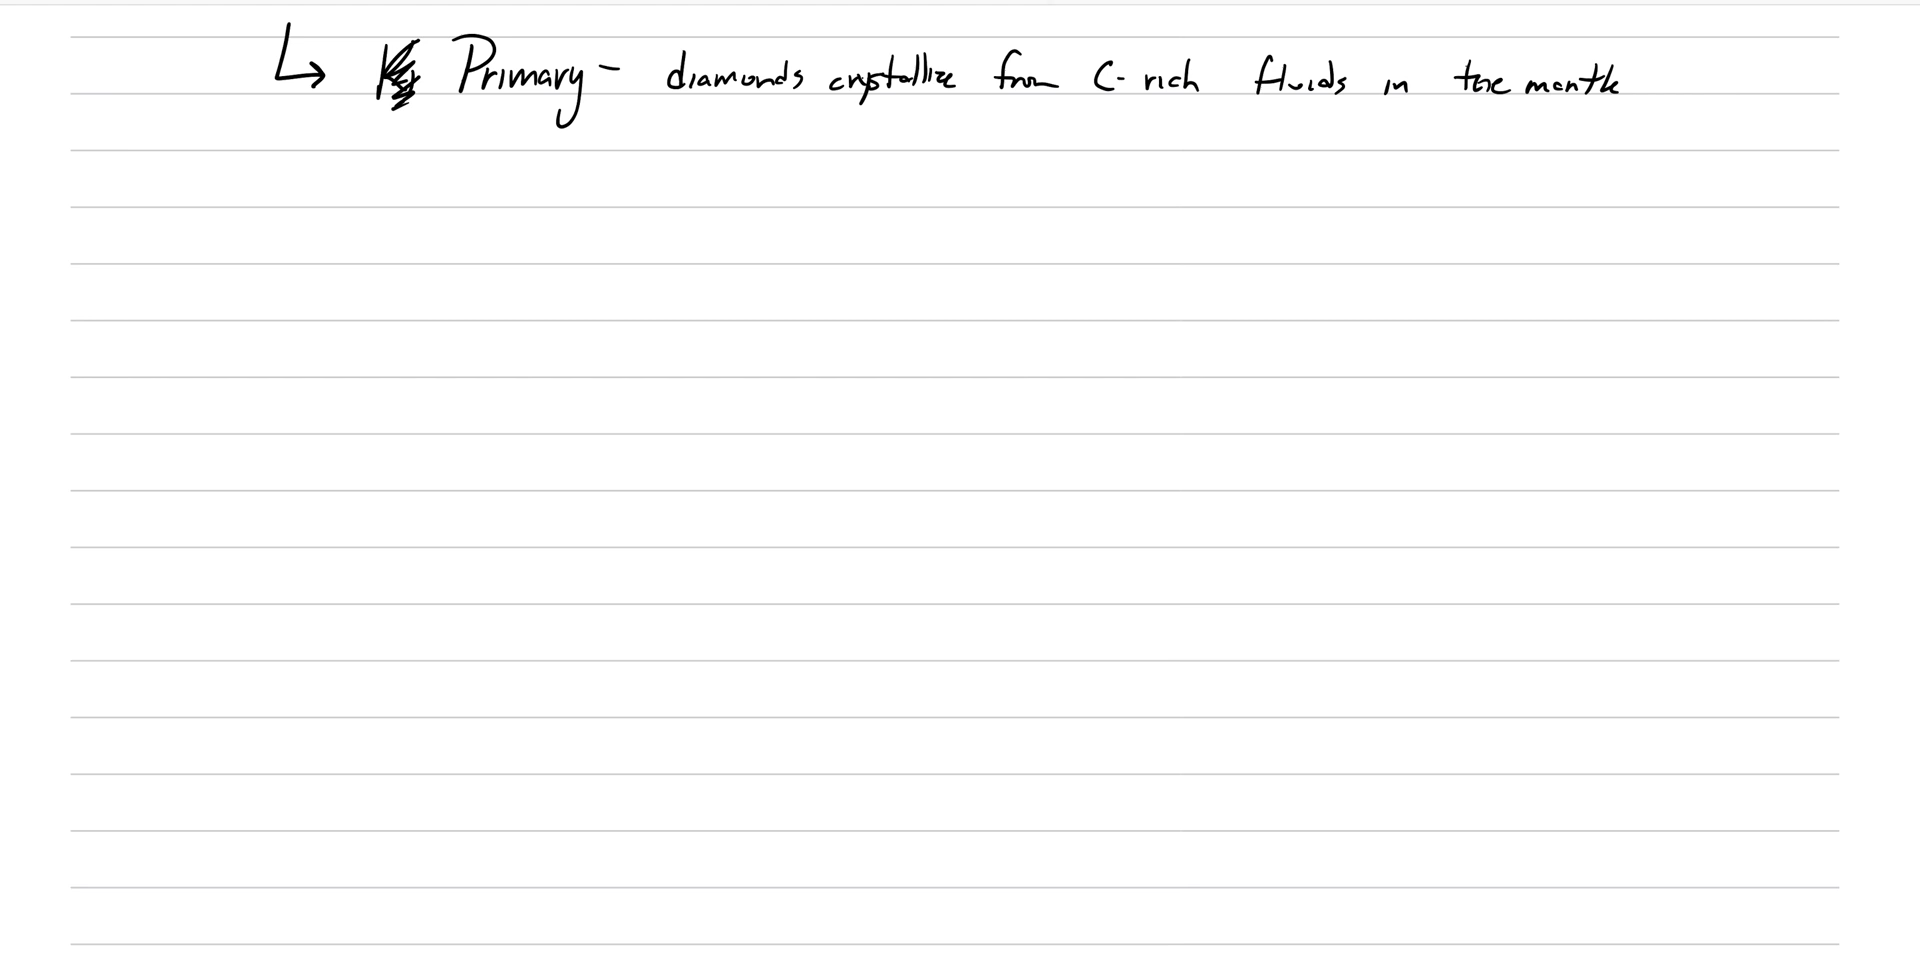 ↳ Primary - diamonds crystallize from C-rich fluids in the mantle